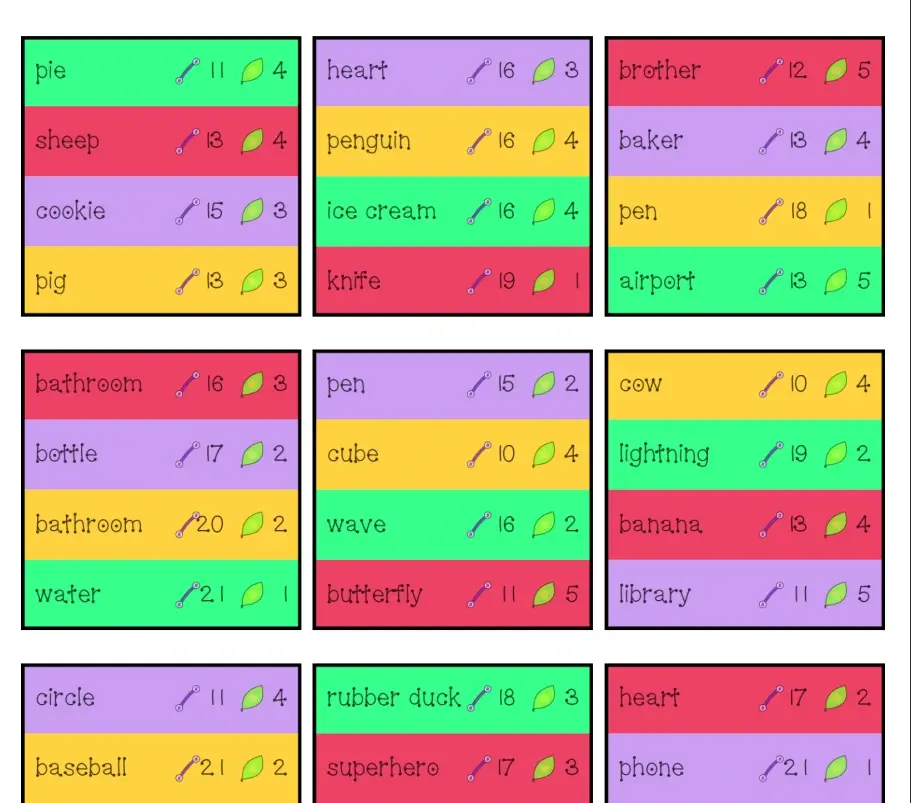 pie 11 4
sheep 13 4
cookie 15 3
pig 13 3
heart 16 3
penguin 16 4
ice cream 16 4
knife 19 1
brother 12 5
baker 13 4
pen 18 1
airport 13 5
bathroom 16 3
bottle 17 2
bathroom 20 2
water 21 1
pen 15 2
cube 10 4
wave 16 2
butterfly 11 5
cow 10 4
lightning 19 2
banana 13 4
library 11 5
circle 11 4
baseball 21 2
rubber duck 18 3
superhero 17 3
heart 17 2
phone 21 1